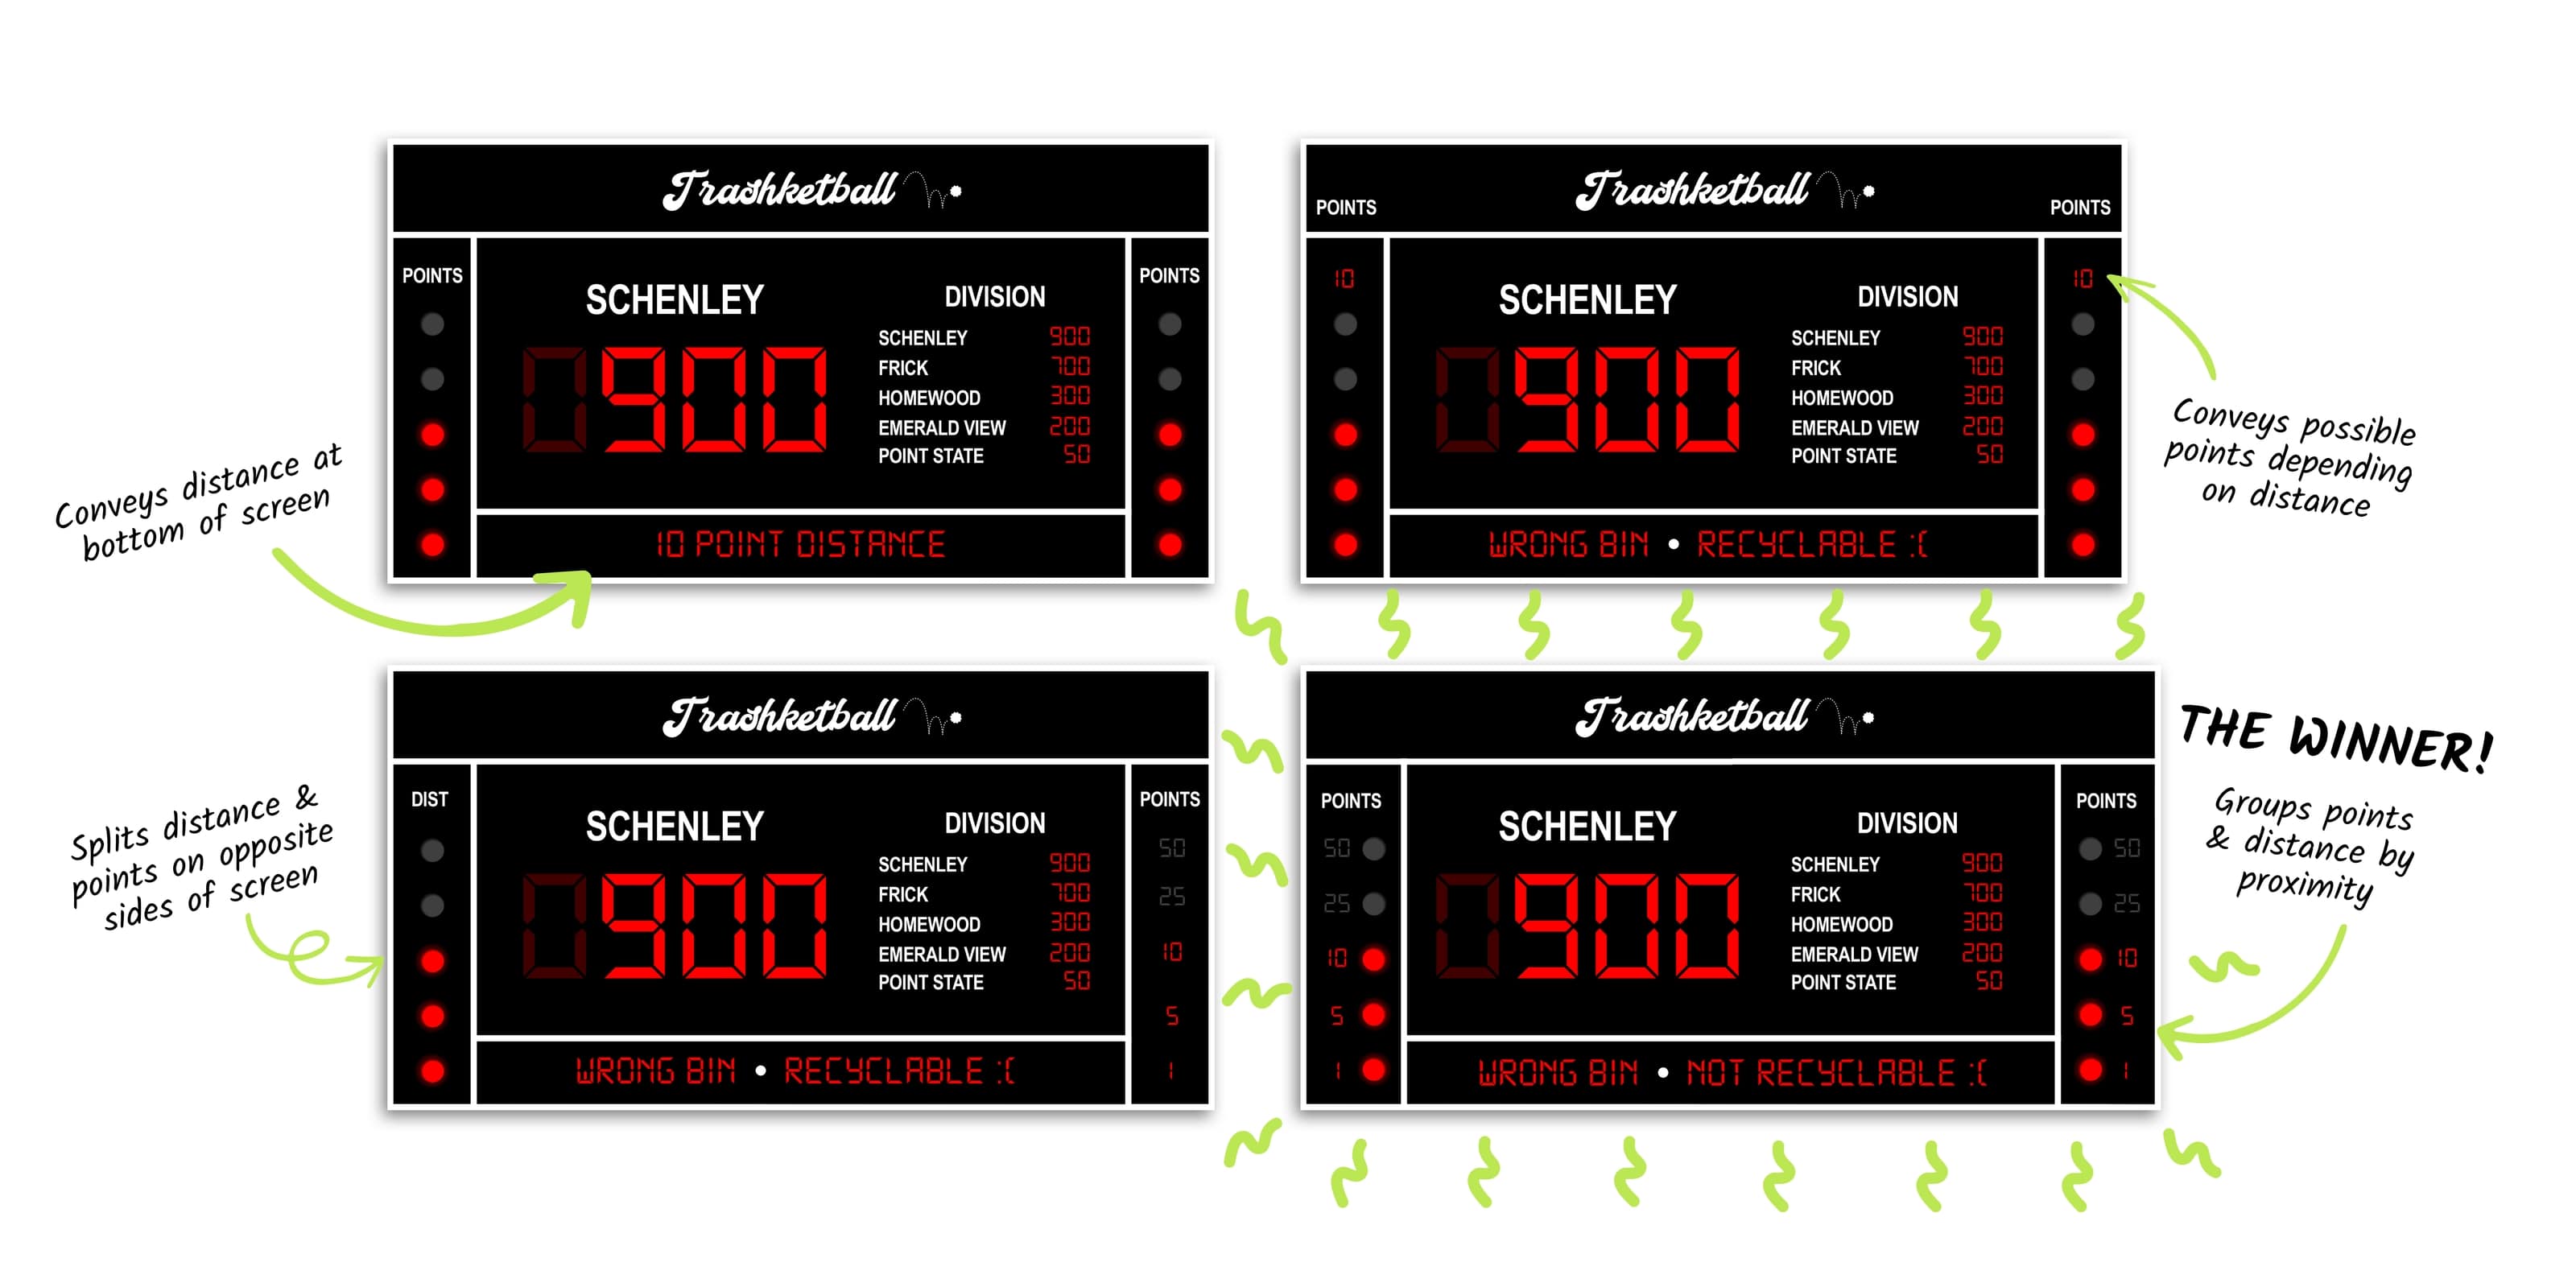 Trashketball
POINTS
POINTS
SCHENLEY
DIVISION
SCHENLEY 900
FRICK 700
HOMEWOOD 300
EMERALD VIEW 200
POINT STATE 50
0900
10 POINT DISTANCE
Conveys distance at
bottom of screen
Trashketball
POINTS
POINTS
10
10
SCHENLEY
DIVISION
SCHENLEY 900
FRICK 700
HOMEWOOD 300
EMERALD VIEW 200
POINT STATE 50
0900
WRONG BIN • RECYCLABLE :(
Conveys possible
points depending
on distance
Trashketball
DIST
POINTS
SCHENLEY
DIVISION
SCHENLEY 900
FRICK 700
HOMEWOOD 300
EMERALD VIEW 200
POINT STATE 50
0900
50
25
10
5
1
WRONG BIN • RECYCLABLE :(
Splits distance &
points on opposite
sides of screen
Trashketball
POINTS
POINTS
50
25
10
5
1
SCHENLEY
DIVISION
SCHENLEY 900
FRICK 700
HOMEWOOD 300
EMERALD VIEW 200
POINT STATE 50
0900
50
25
10
5
1
WRONG BIN • NOT RECYCLABLE :(
THE WINNER!
Groups points
& distance by
proximity